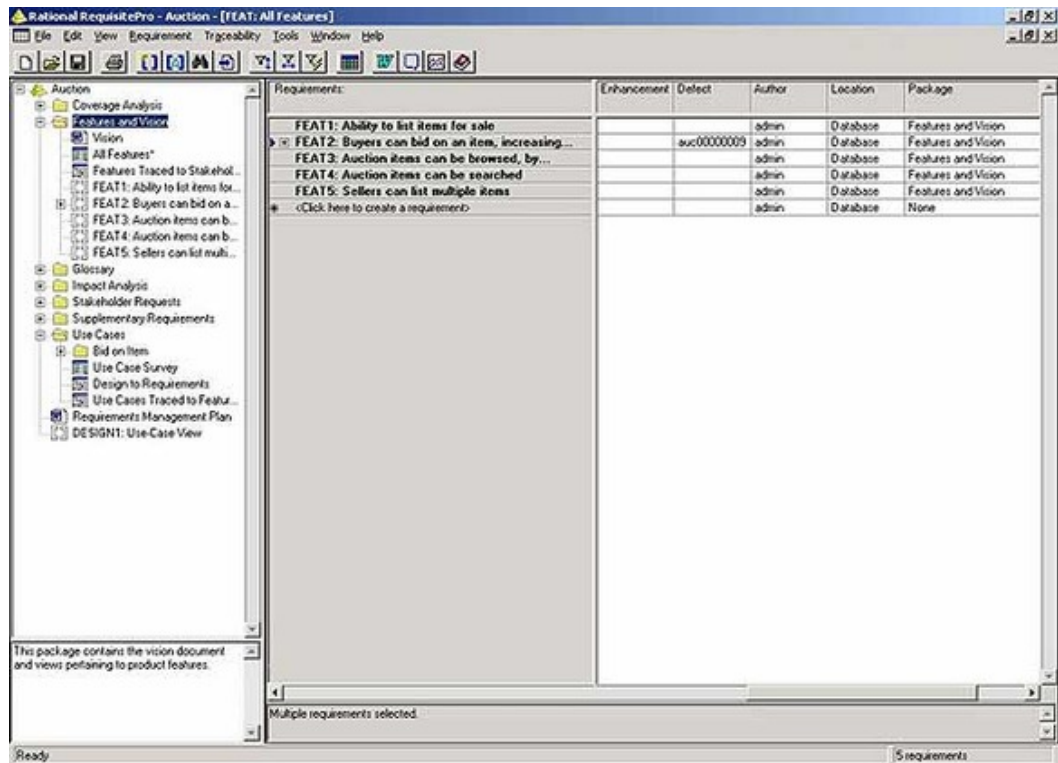 Rational RequisitePro - Auction - [FEAT: All Features]
File Edit View Requirement Traceability Tools Window Help
Auction
Coverage Analysis
Features and Vision
Vision
All Features*
Features Traced to Stakehol...
FEAT1: Ability to list items for...
FEAT2: Buyers can bid on a...
FEAT3: Auction items can b...
FEAT4: Auction items can b...
FEAT5: Sellers can list multi...
Glossary
Impact Analysis
Stakeholder Requests
Supplementary Requirements
Use Cases
Bid on Item
Use Case Survey
Design to Requirements
Use Cases Traced to Featur...
Requirements Management Plan
DESIGN1: Use-Case View
This package contains the vision document
and views pertaining to product features.
Requirements: Enhancement Defect Author Location Package
FEAT1: Ability to list items for sale admin Database Features and Vision
FEAT2: Buyers can bid on an item, increasing... auc00000009 admin Database Features and Vision
FEAT3: Auction items can be browsed, by... admin Database Features and Vision
FEAT4: Auction items can be searched admin Database Features and Vision
FEAT5: Sellers can list multiple items admin Database Features and Vision
<Click here to create a requirement> admin Database None
Multiple requirements selected.
Ready 5 requirements